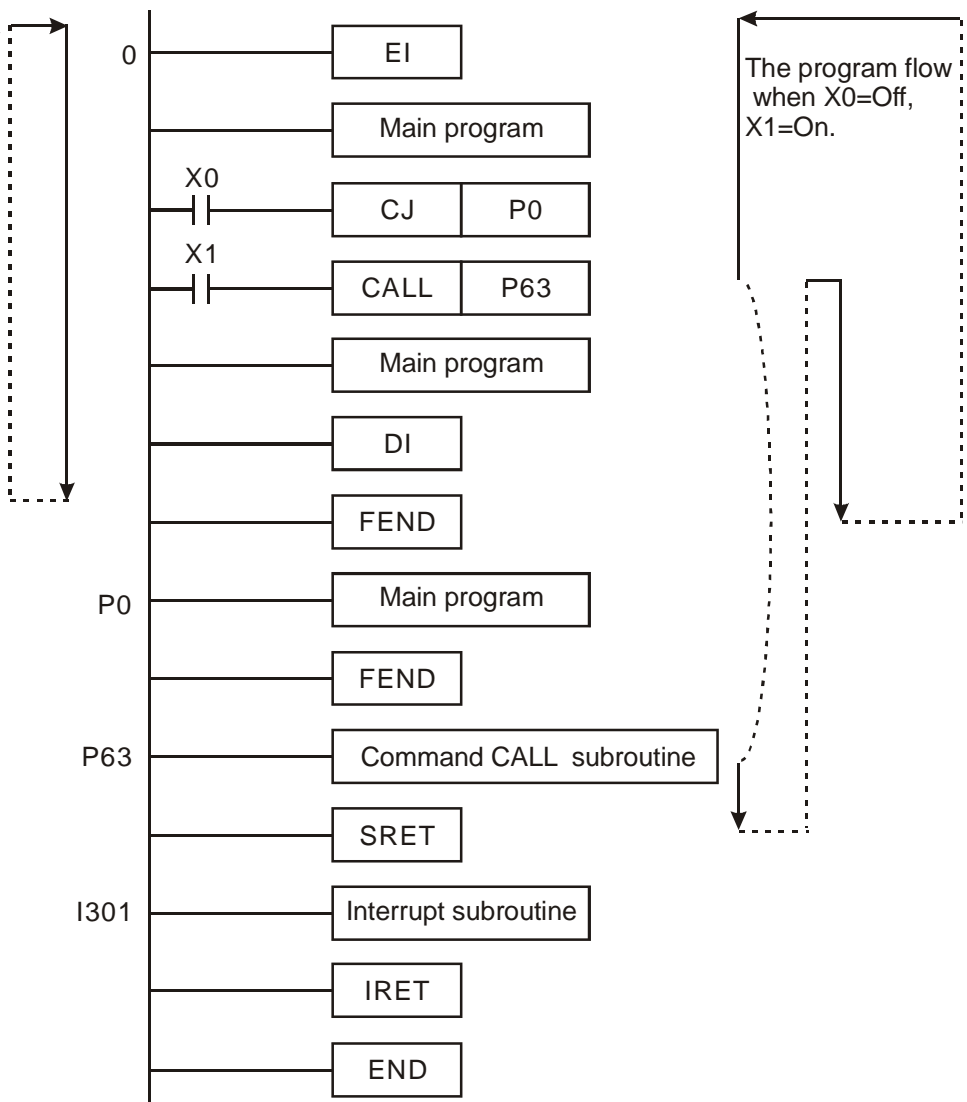 0 EI
The program flow
when X0=Off,
X1=On.
Main program
X0
CJ P0
X1
CALL P63
Main program
DI
FEND
P0 Main program
FEND
P63 Command CALL subroutine
SRET
I301 Interrupt subroutine
IRET
END